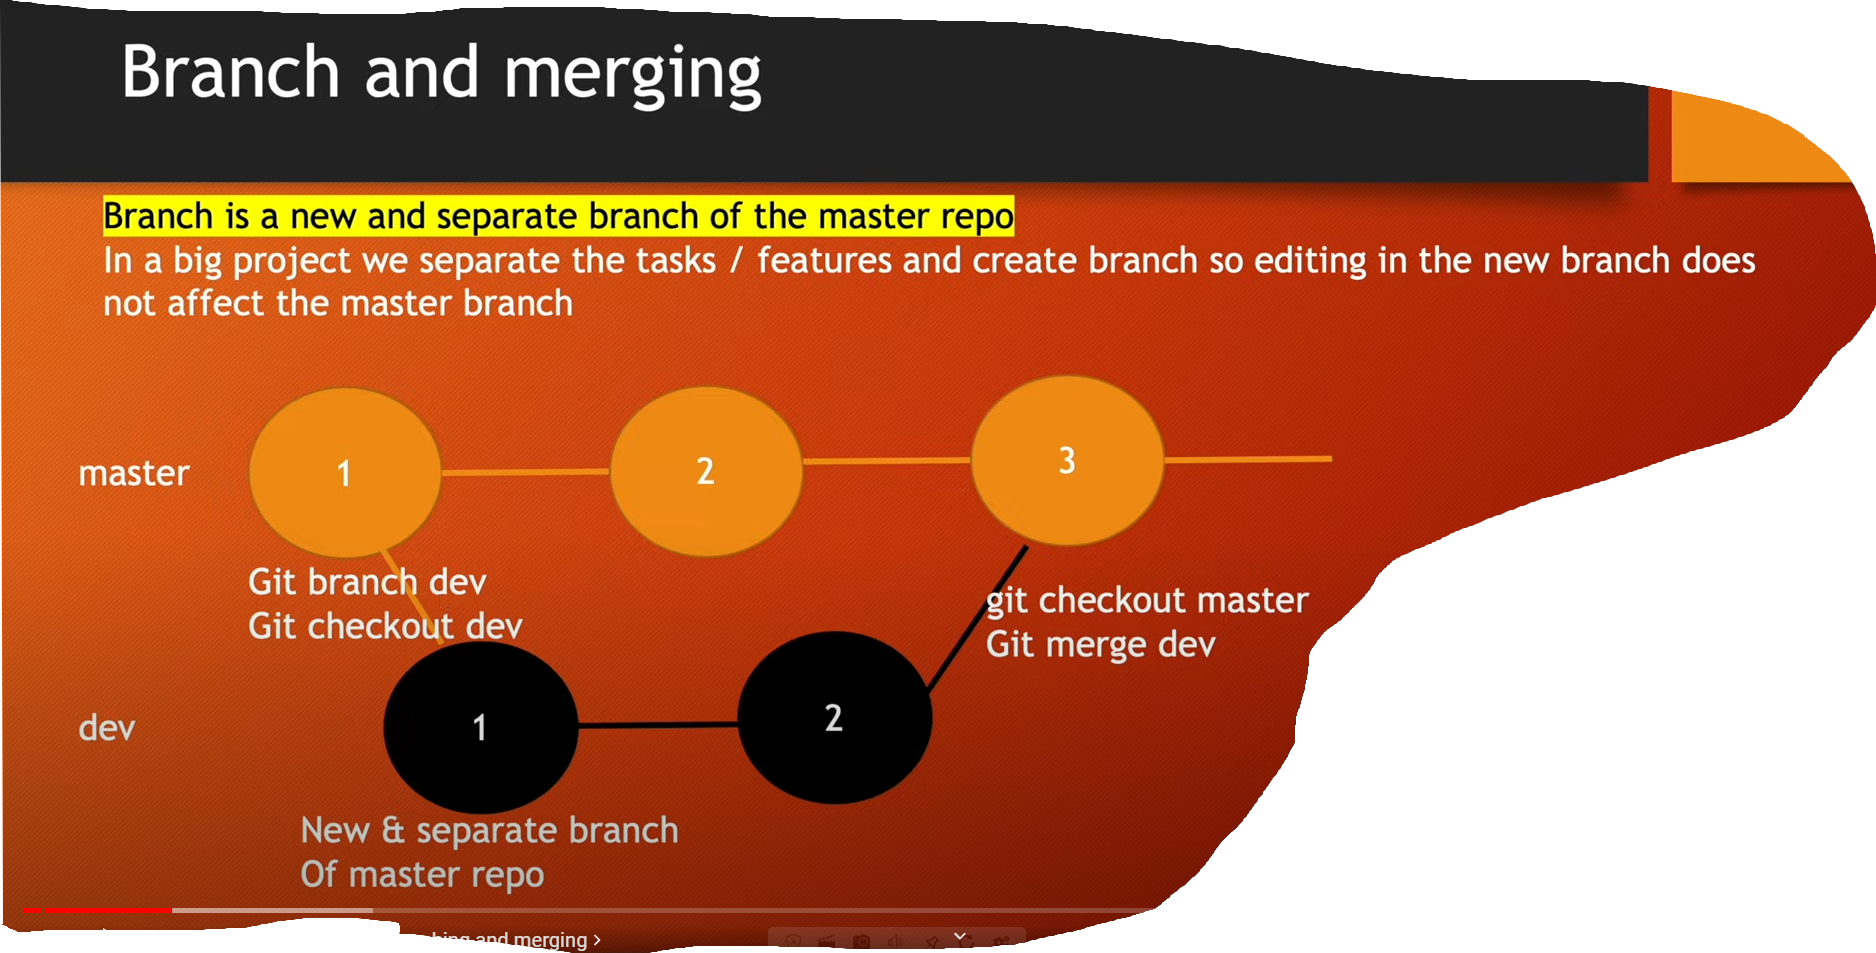 Branch and merging
Branch is a new and separate branch of the master repo
In a big project we separate the tasks / features and create branch so editing in the new branch does
not affect the master branch
master
1
2
3
Git branch dev
Git checkout dev
git checkout master
Git merge dev
dev
1
2
New & separate branch
Of master repo
and merging